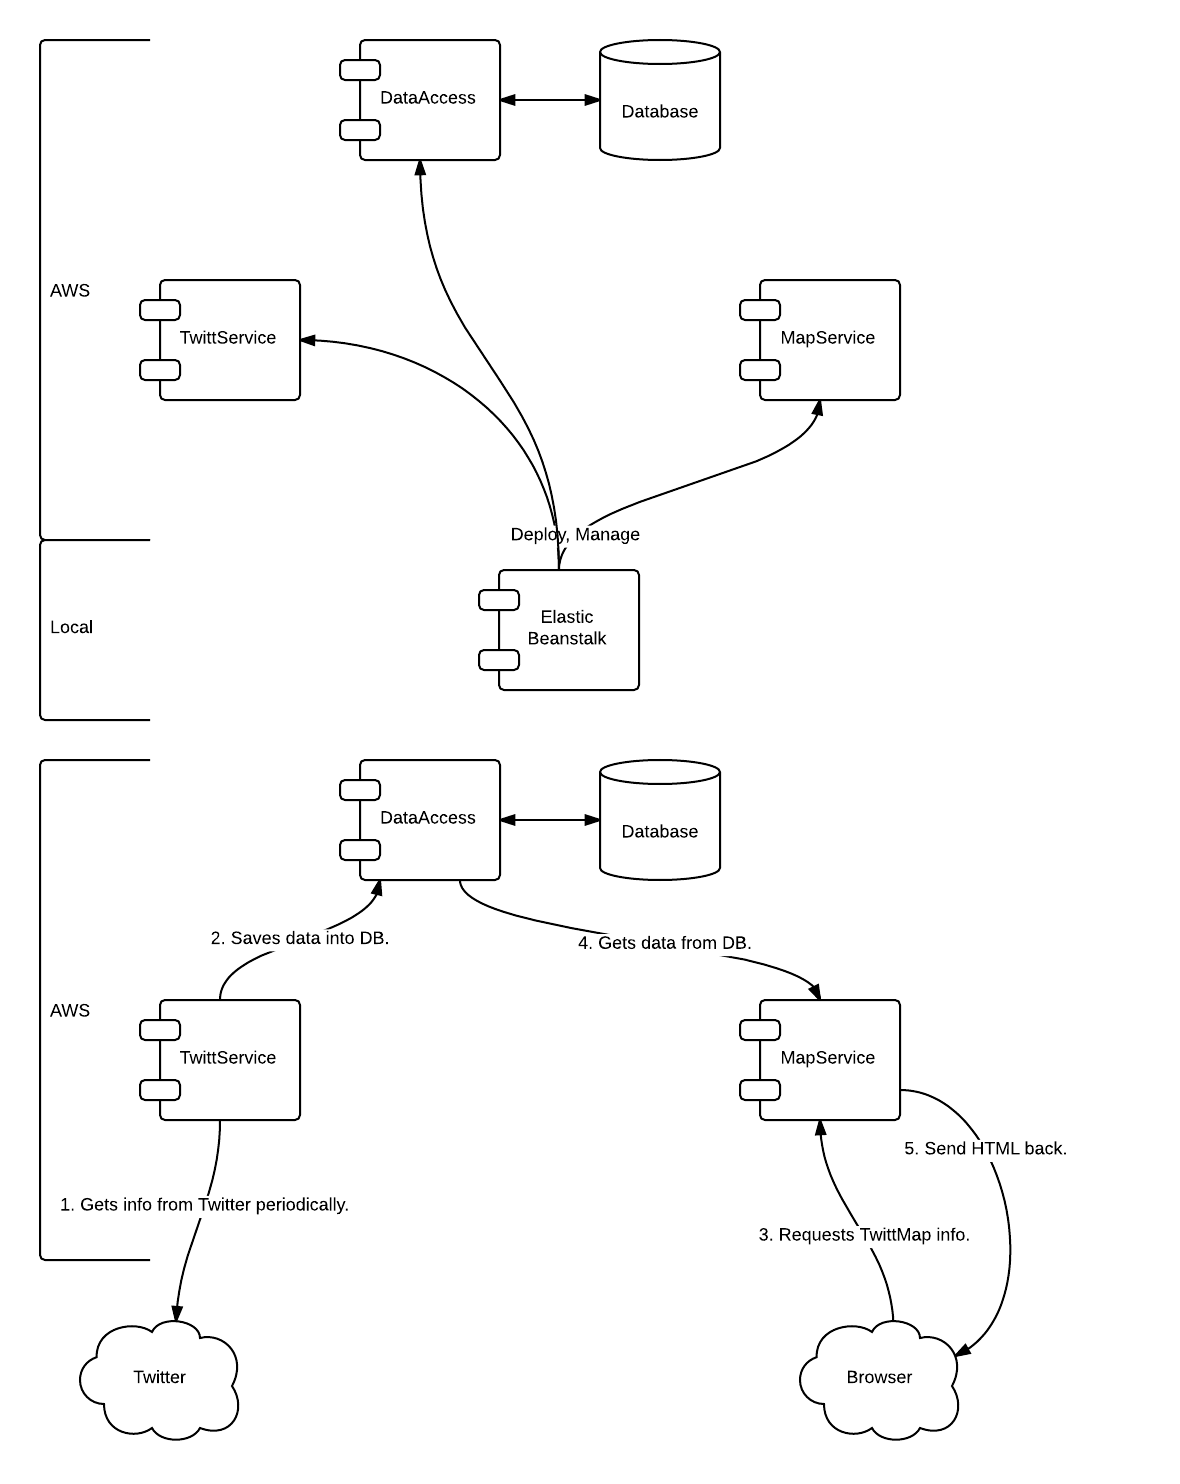 DataAccess
Database
AWS
TwittService
MapService
Deploy, Manage
Elastic
Beanstalk
Local
DataAccess
Database
2. Saves data into DB.
4. Gets data from DB.
AWS
TwittService
MapService
5. Send HTML back.
1. Gets info from Twitter periodically.
3. Requests TwittMap info.
Twitter
Browser